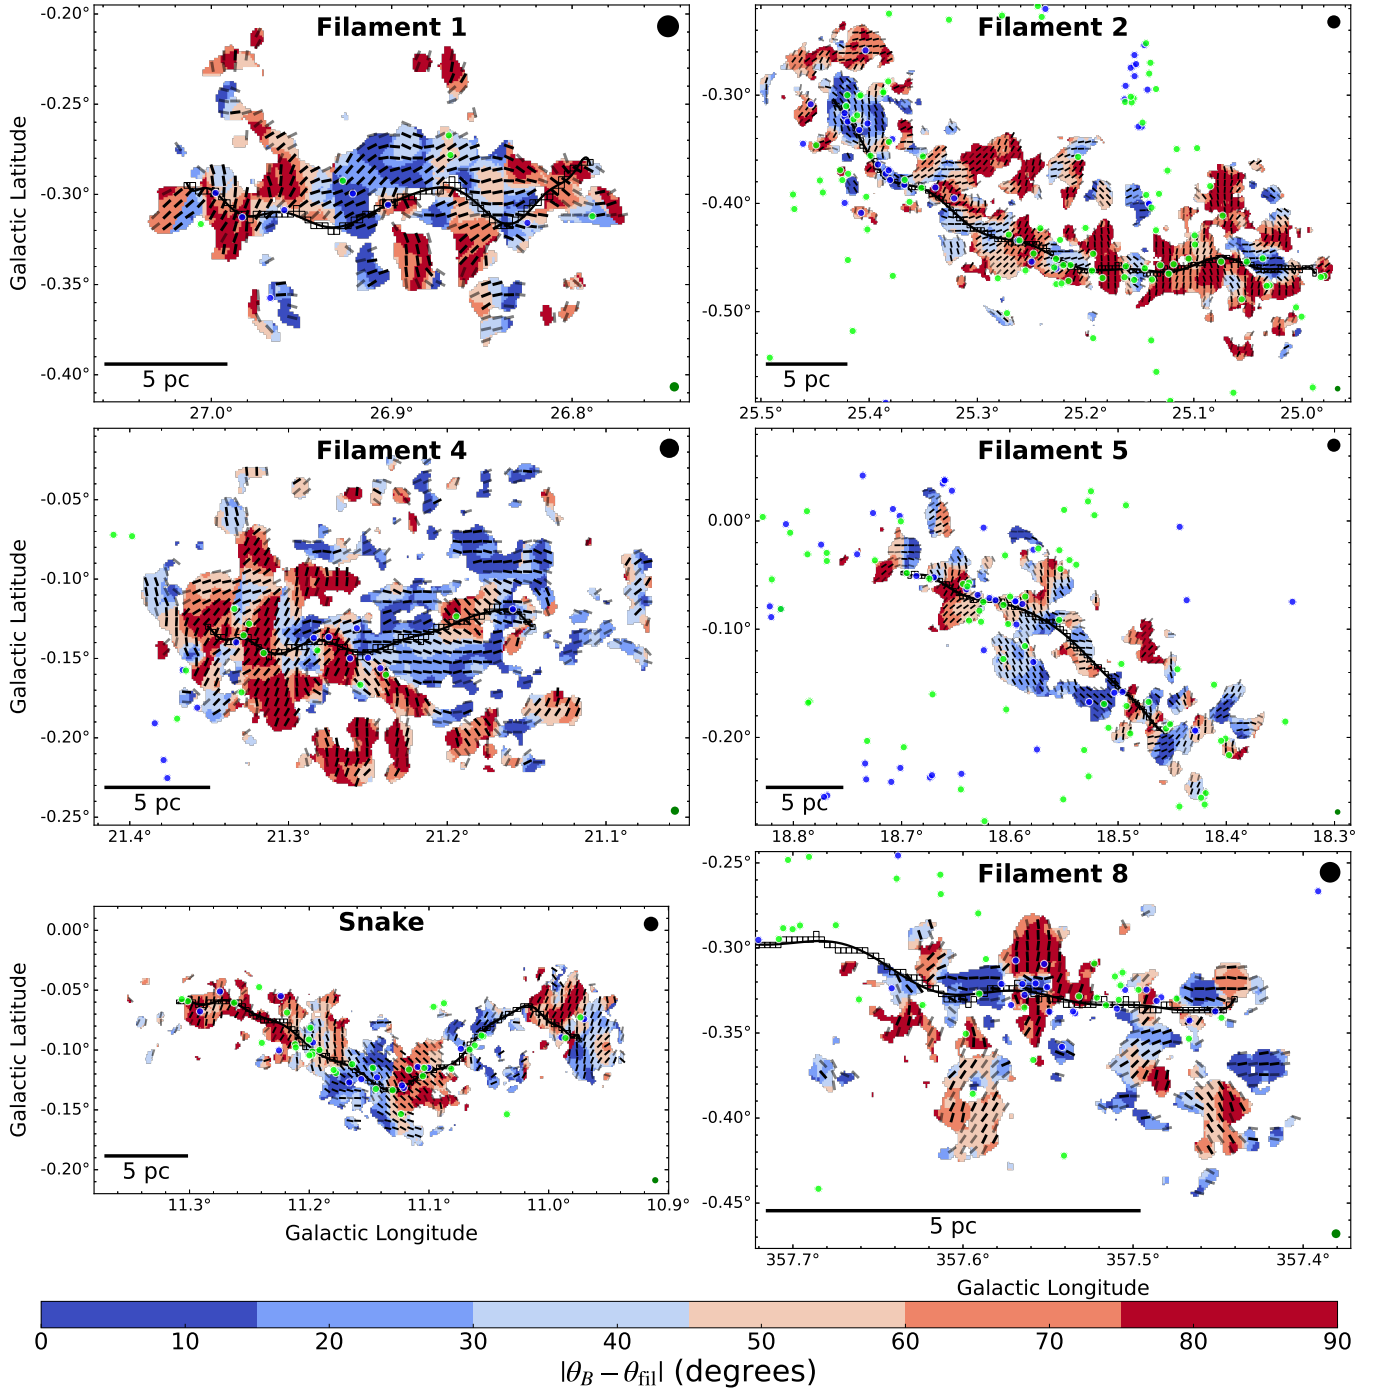 Filament 1
-0.20°
-0.25°
-0.30°
-0.35°
-0.40°
Galactic Latitude
5 pc
27.0°
26.9°
26.8°
Filament 2
-0.30°
-0.40°
-0.50°
5 pc
25.5°
25.4°
25.3°
25.2°
25.1°
25.0°
Filament 4
-0.05°
-0.10°
-0.15°
-0.20°
-0.25°
Galactic Latitude
5 pc
21.4°
21.3°
21.2°
21.1°
Filament 5
0.00°
-0.10°
-0.20°
5 pc
18.8°
18.7°
18.6°
18.5°
18.4°
18.3°
Snake
0.00°
-0.05°
-0.10°
-0.15°
-0.20°
Galactic Latitude
5 pc
11.3°
11.2°
11.1°
11.0°
10.9°
Galactic Longitude
Filament 8
-0.25°
-0.30°
-0.35°
-0.40°
-0.45°
5 pc
357.7°
357.6°
357.5°
357.4°
Galactic Longitude
0 10 20 30 40 50 60 70 80 90
|θ_B − θ_fil| (degrees)